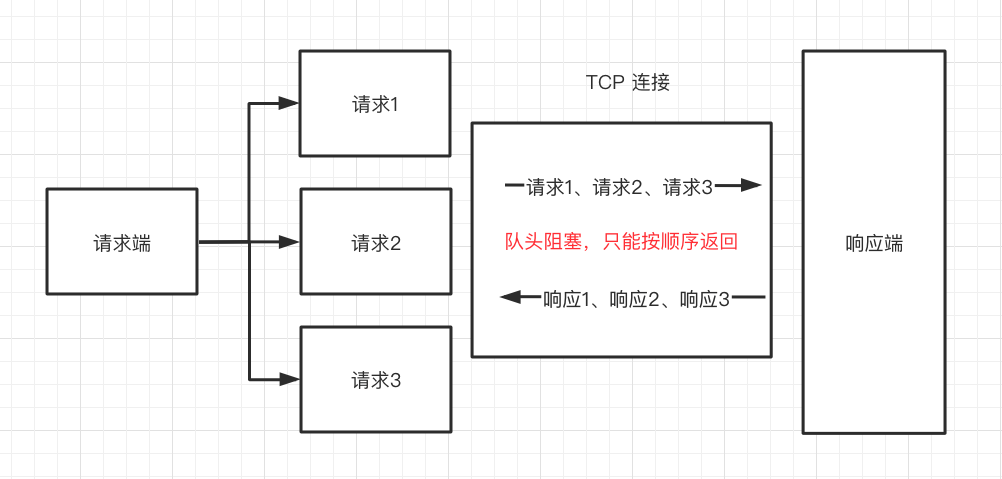 请求端
请求1
请求2
请求3
TCP 连接
请求1、请求2、请求3
队头阻塞，只能按顺序返回
响应1、响应2、响应3
响应端